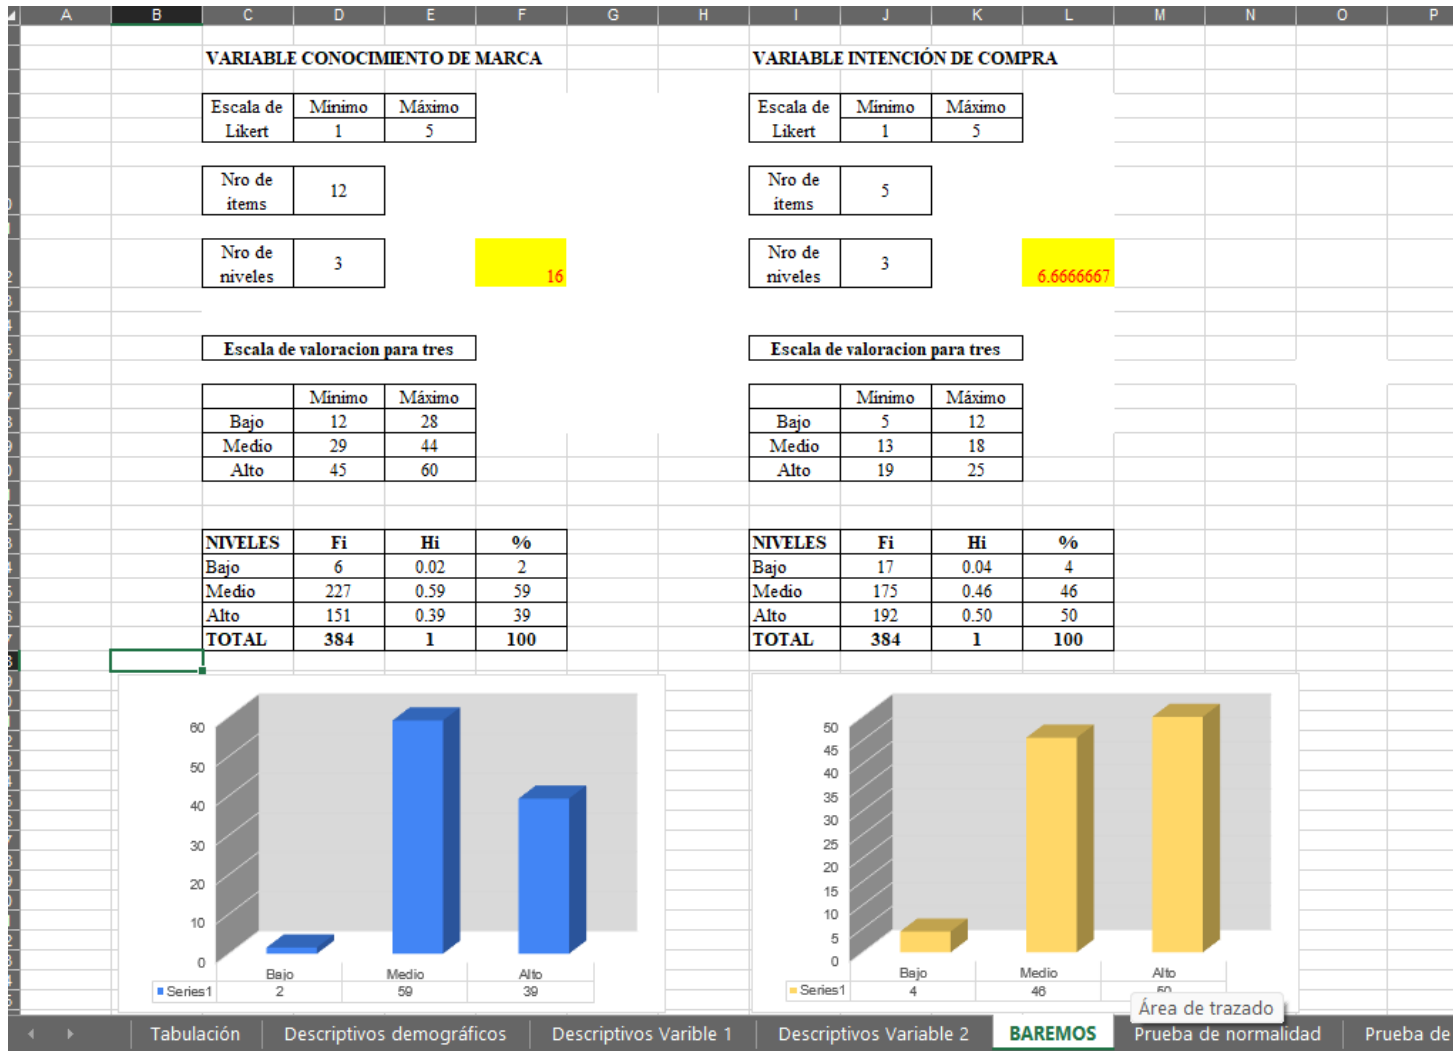 A B C D E F G H I J K L M N O P
VARIABLE CONOCIMIENTO DE MARCA VARIABLE INTENCIÓN DE COMPRA
Escala de Likert Mínimo Máximo Escala de Likert Mínimo Máximo
1 5 1 5
Nro de ítems 12 Nro de ítems 5
Nro de niveles 3 16 Nro de niveles 3 6.6666667
Escala de valoracion para tres Escala de valoracion para tres
Mínimo Máximo Mínimo Máximo
Bajo 12 28 Bajo 5 12
Medio 29 44 Medio 13 18
Alto 45 60 Alto 19 25
NIVELES Fi Hi % NIVELES Fi Hi %
Bajo 6 0.02 2 Bajo 17 0.04 4
Medio 227 0.59 59 Medio 175 0.46 46
Alto 151 0.39 39 Alto 192 0.50 50
TOTAL 384 1 100 TOTAL 384 1 100
60
50
40
30
20
10
0
Bajo Medio Alto
Series1 2 59 39
50
45
40
35
30
25
20
15
10
5
0
Bajo Medio Alto
Series1 4 46 50
Área de trazado
Tabulación Descriptivos demográficos Descriptivos Varible 1 Descriptivos Variable 2 BAREMOS Prueba de normalidad Prueba de